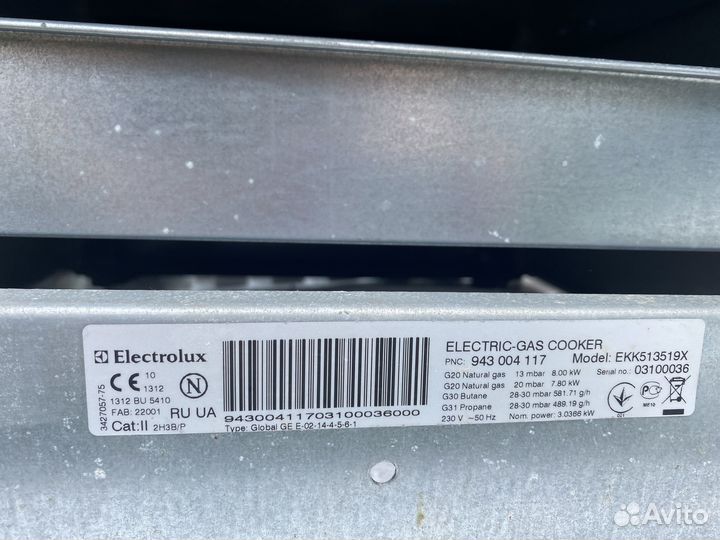 Electrolux
CE 10
1312
N
1312 BU 5410
FAB: 22001
RU UA
Cat:II 2H3B/P
3427057-75
94300411703100036000
Type: Global GE E-02-14-4-5-6-1
ELECTRIC-GAS COOKER
PNC: 943 004 117 Model: EKK513519X
Serial no.: 03100036
G20 Natural gas 13 mbar 8.00 kW
G20 Natural gas 20 mbar 7.80 kW
G30 Butane 28-30 mbar 581.71 g/h
G31 Propane 28-30 mbar 489.19 g/h
230 V ~50 Hz Nom. power: 3.0366 kW
021
ME10
Avito